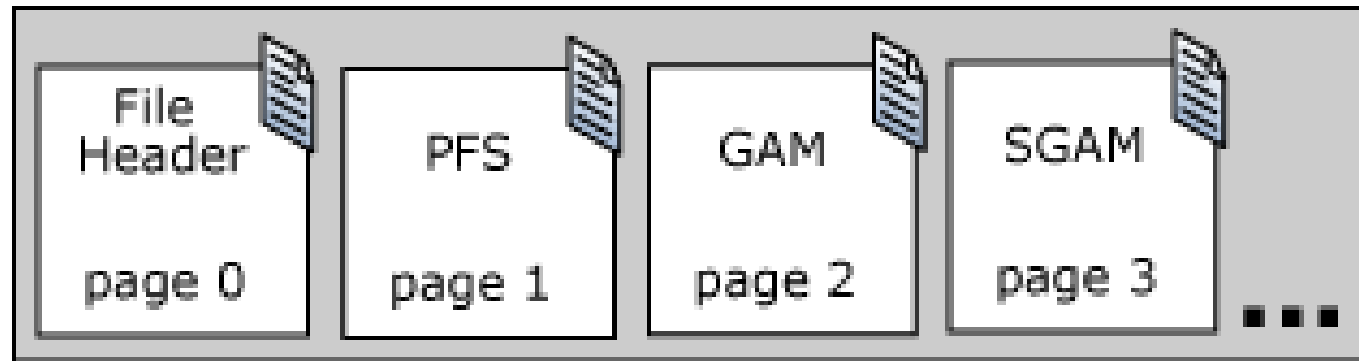 File
Header
page 0
PFS
page 1
GAM
page 2
SGAM
page 3
...